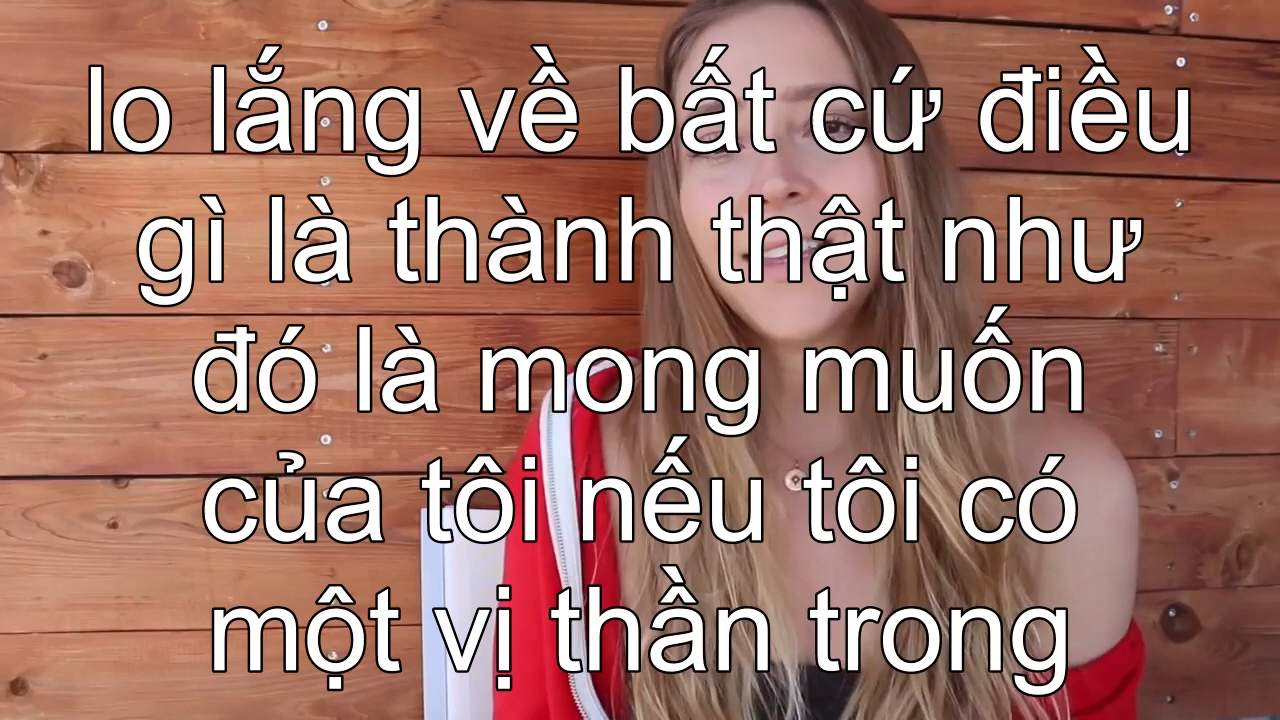 lo lắng về bất cứ điều
gì là thành thật như
đó là mong muốn
của tôi nếu tôi có
một vị thần trong